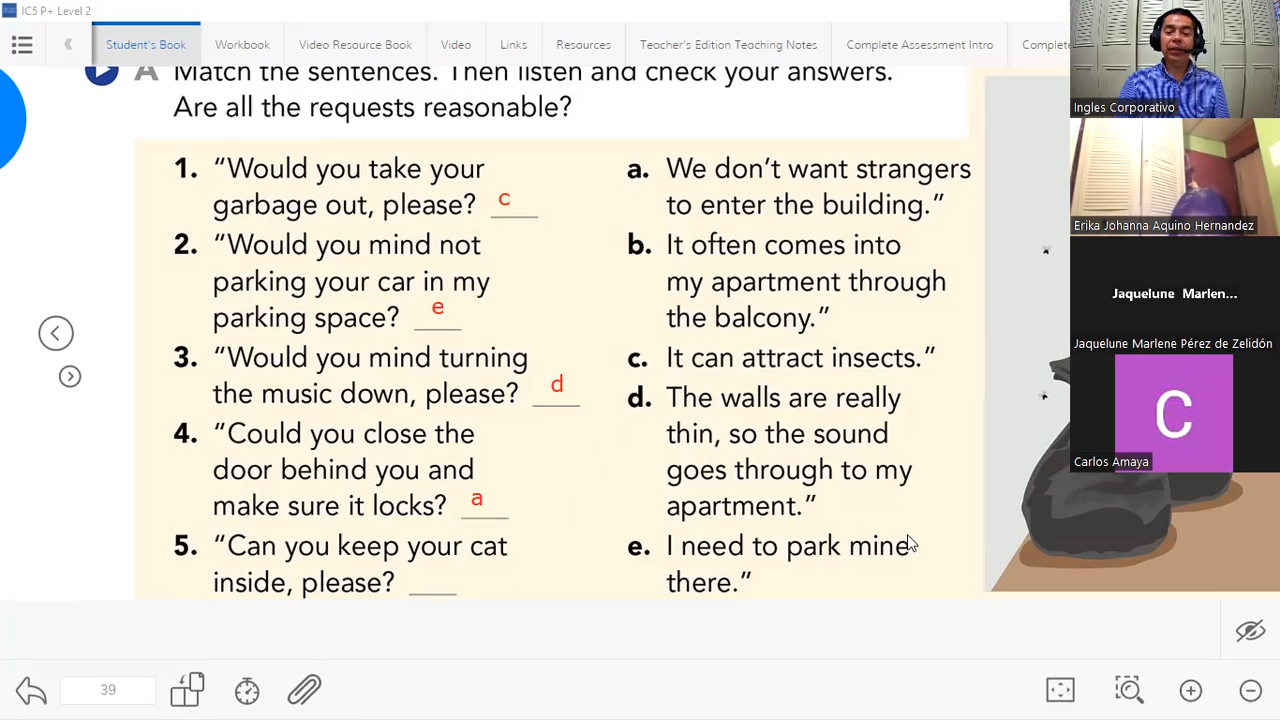 IC5 P+ Level 2
Student's Book
Workbook
Video Resource Book
Video
Links
Resources
Teacher's Edition
Teaching Notes
Complete Assessment Intro
Complete
A Match the sentences. Then listen and check your answers.
Are all the requests reasonable?
1. “Would you take your
garbage out, please? c
2. “Would you mind not
parking your car in my
parking space? e
3. “Would you mind turning
the music down, please? d
4. “Could you close the
door behind you and
make sure it locks? a
5. “Can you keep your cat
inside, please?
a. We don’t want strangers
to enter the building.”
b. It often comes into
my apartment through
the balcony.”
c. It can attract insects.”
d. The walls are really
thin, so the sound
goes through to my
apartment.”
e. I need to park mine
there.”
Ingles Corporativo
Erika Johanna Aquino Hernandez
Jaquelune Marlen...
Jaquelune Marlene Pérez de Zelidón
C
Carlos Amaya
39